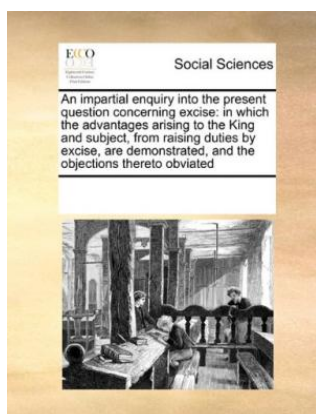 ECCO
Social Sciences
An impartial enquiry into the present
question concerning excise: in which
the advantages arising to the King
and subject, from raising duties by
excise, are demonstrated, and the
objections thereto obviated